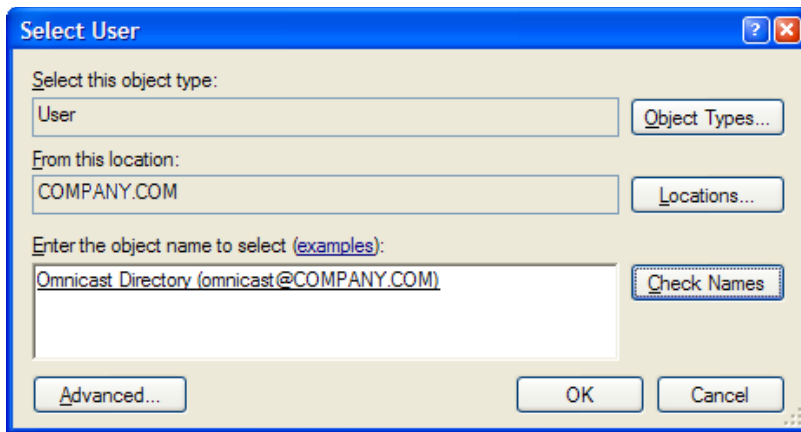 Select User
Select this object type:
User
Object Types...
From this location:
COMPANY.COM
Locations...
Enter the object name to select (examples):
Omnicast Directory (omnicast@COMPANY.COM)
Check Names
Advanced...
OK
Cancel